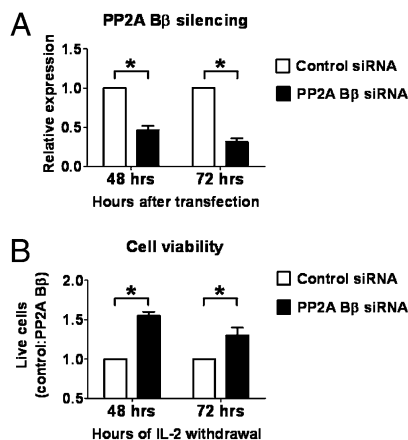 A
PP2A Bβ silencing
Relative expression
1.5
1.0
0.5
0.0
*
*
48 hrs
72 hrs
Hours after transfection
Control siRNA
PP2A Bβ siRNA
B
Cell viability
Live cells
(control:PP2A Bβ)
2.0
1.5
1.0
0.5
*
*
48 hrs
72 hrs
Hours of IL-2 withdrawal
Control siRNA
PP2A Bβ siRNA